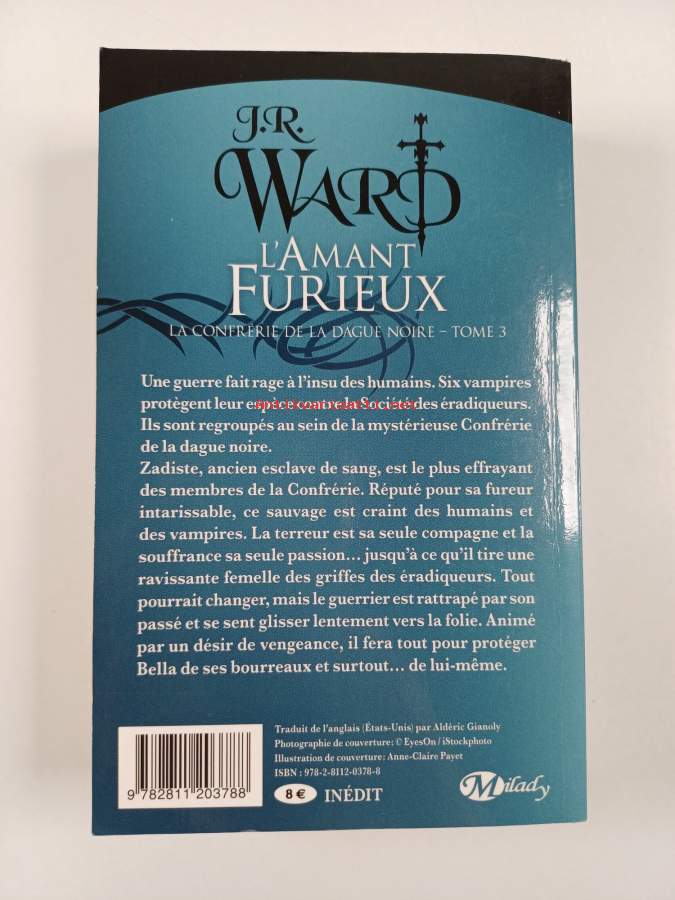 J.R.
WARD
L'AMANT
FURIEUX
LA CONFRÉRIE DE LA DAGUE NOIRE – TOME 3
Une guerre fait rage à l'insu des humains. Six vampires
protègent leur espèce contre la Société des éradiqueurs.
Ils sont regroupés au sein de la mystérieuse Confrérie
de la dague noire.
Zadiste, ancien esclave de sang, est le plus effrayant
des membres de la Confrérie. Réputé pour sa fureur
intarissable, ce sauvage est craint des humains et
des vampires. La terreur est sa seule compagne et la
souffrance sa seule passion… jusqu'à ce qu'il tire une
ravissante femelle des griffes des éradiqueurs. Tout
pourrait changer, mais le guerrier est rattrapé par son
passé et se sent glisser lentement vers la folie. Animé
par un désir de vengeance, il fera tout pour protéger
Bella de ses bourreaux et surtout… de lui-même.
Traduit de l'anglais (États-Unis) par Aldéric Gianoly
Photographie de couverture: © EyesOn / iStockphoto
Illustration de couverture: Anne-Claire Payet
ISBN : 978-2-8112-0378-8
9 782811 203788
8 €
INÉDIT
Milady